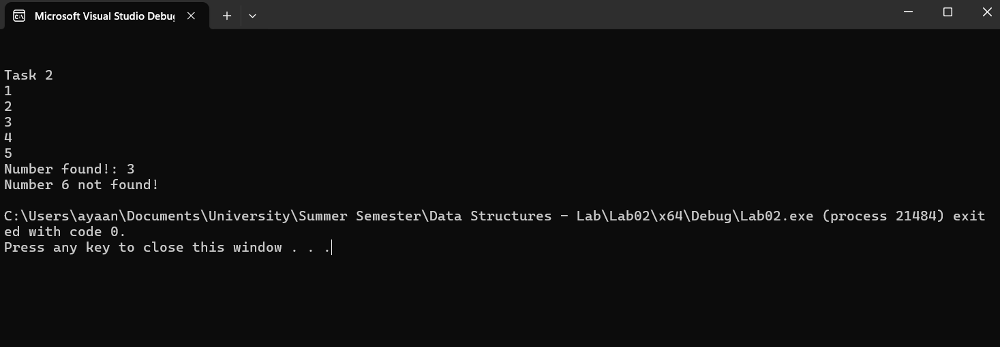 Microsoft Visual Studio Debu
Task 2
1
2
3
4
5
Number found!: 3
Number 6 not found!
C:\Users\ayaan\Documents\University\Summer Semester\Data Structures - Lab\Lab02\x64\Debug\Lab02.exe (process 21484) exit
ed with code 0.
Press any key to close this window . . .